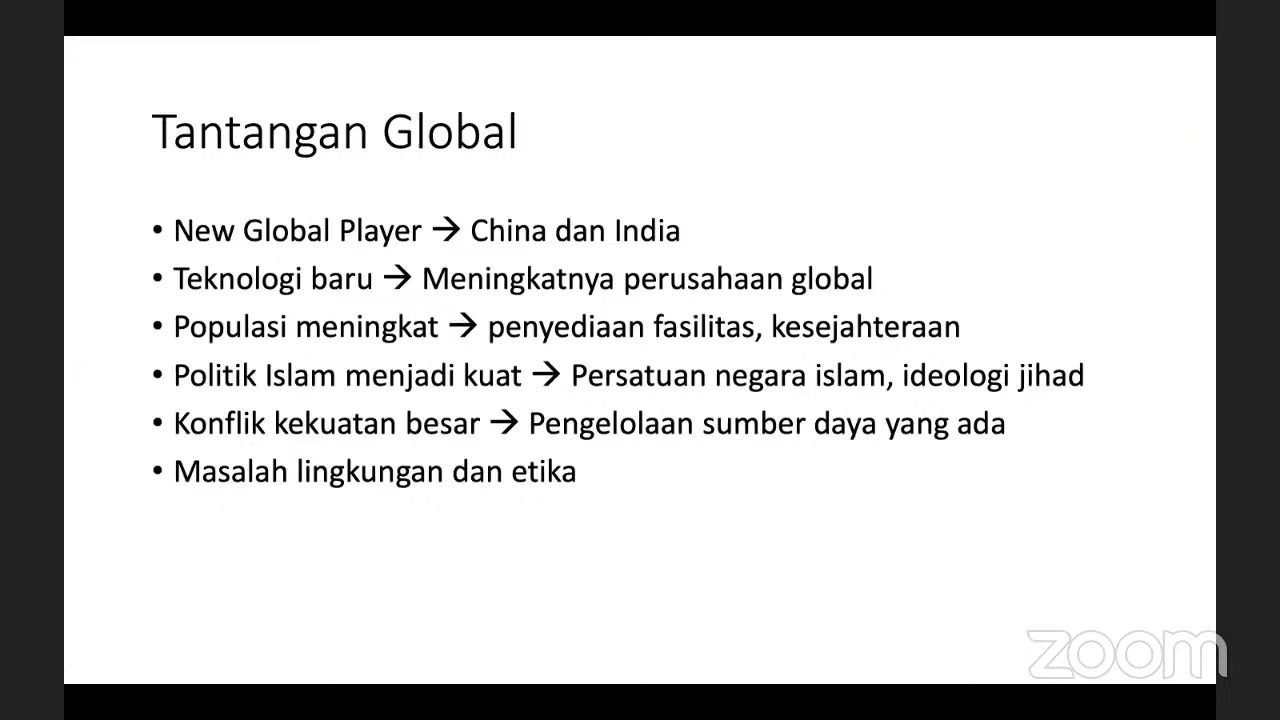 Tantangan Global
• New Global Player → China dan India
• Teknologi baru → Meningkatnya perusahaan global
• Populasi meningkat → penyediaan fasilitas, kesejahteraan
• Politik Islam menjadi kuat → Persatuan negara islam, ideologi jihad
• Konflik kekuatan besar → Pengelolaan sumber daya yang ada
• Masalah lingkungan dan etika
zoom